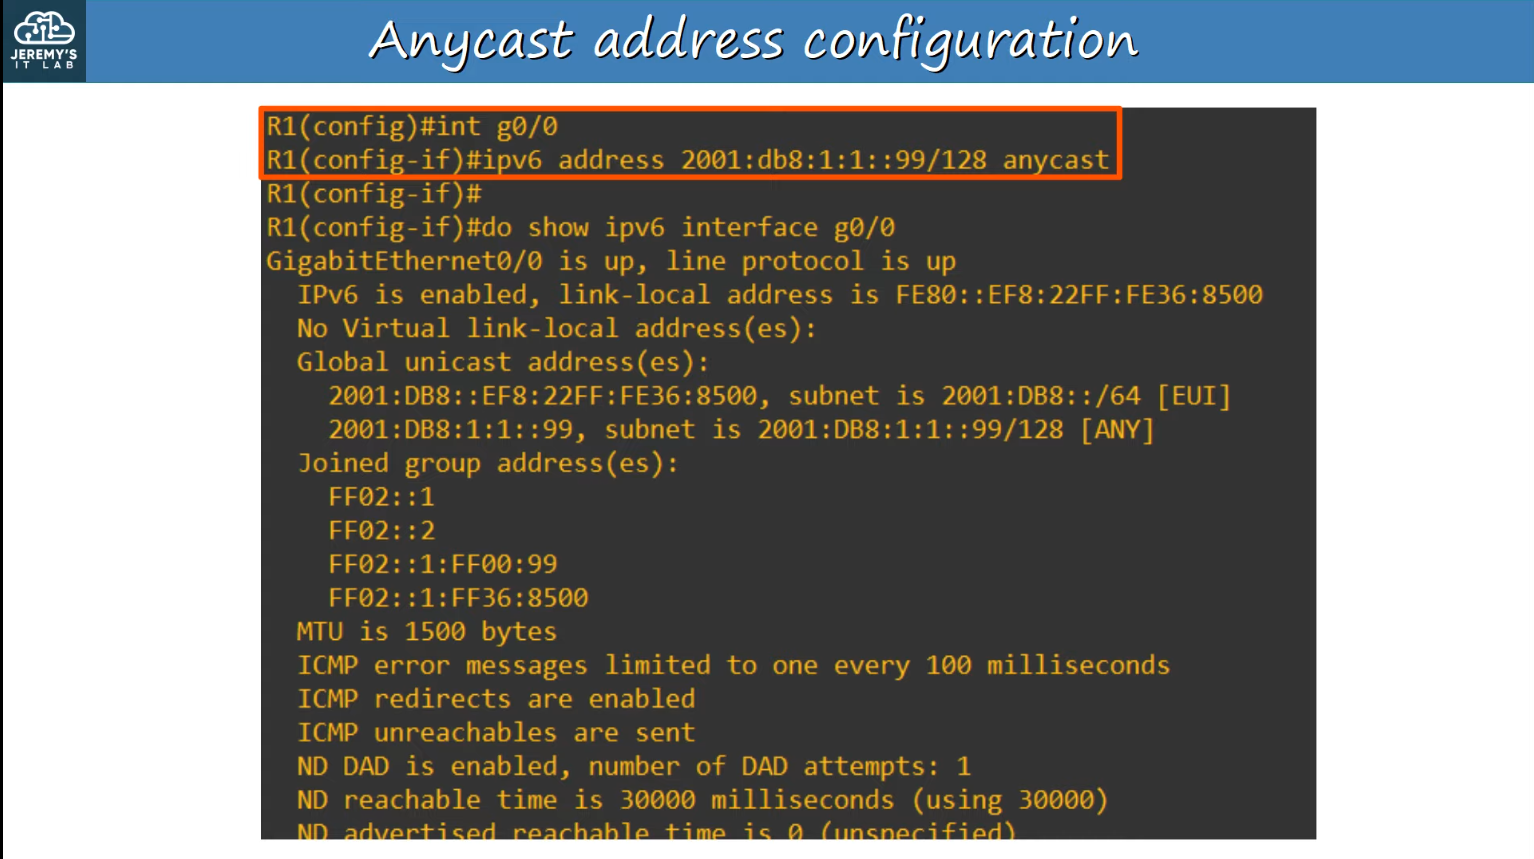 JEREMY'S
IT LAB
Anycast address configuration
R1(config)#int g0/0
R1(config-if)#ipv6 address 2001:db8:1:1::99/128 anycast
R1(config-if)#
R1(config-if)#do show ipv6 interface g0/0
GigabitEthernet0/0 is up, line protocol is up
IPv6 is enabled, link-local address is FE80::EF8:22FF:FE36:8500
No Virtual link-local address(es):
Global unicast address(es):
2001:DB8::EF8:22FF:FE36:8500, subnet is 2001:DB8::/64 [EUI]
2001:DB8:1:1::99, subnet is 2001:DB8:1:1::99/128 [ANY]
Joined group address(es):
FF02::1
FF02::2
FF02::1:FF00:99
FF02::1:FF36:8500
MTU is 1500 bytes
ICMP error messages limited to one every 100 milliseconds
ICMP redirects are enabled
ICMP unreachables are sent
ND DAD is enabled, number of DAD attempts: 1
ND reachable time is 30000 milliseconds (using 30000)
ND advertised reachable time is 0 (unspecified)